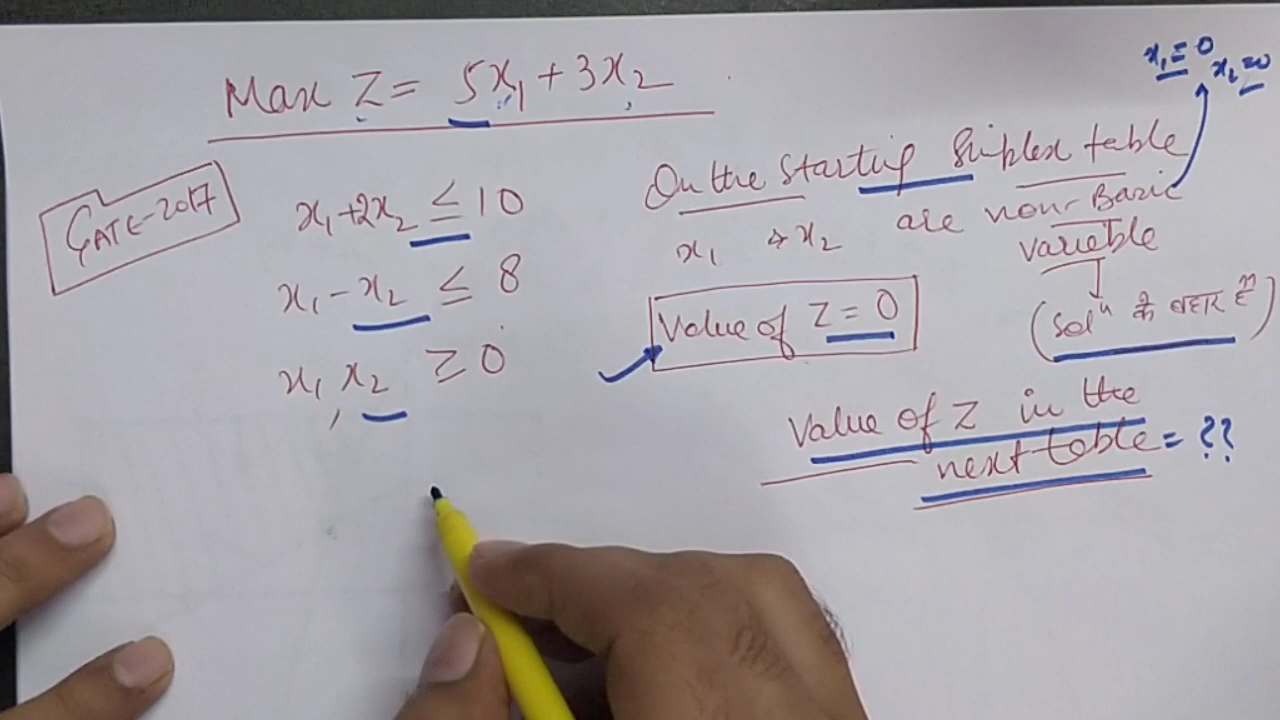 Max Z = 5x₁ + 3x₂
x₁ = 0
x₂ = 0
GATE-2017
x₁ + 2x₂ ≤ 10
x₁ - x₂ ≤ 8
x₁, x₂ ≥ 0
On the starting Simplex table
x₁ & x₂ are non-Basic
variable
(Solⁿ के बाहर हैं)
Value of Z = 0
Value of Z in the
next table = ??